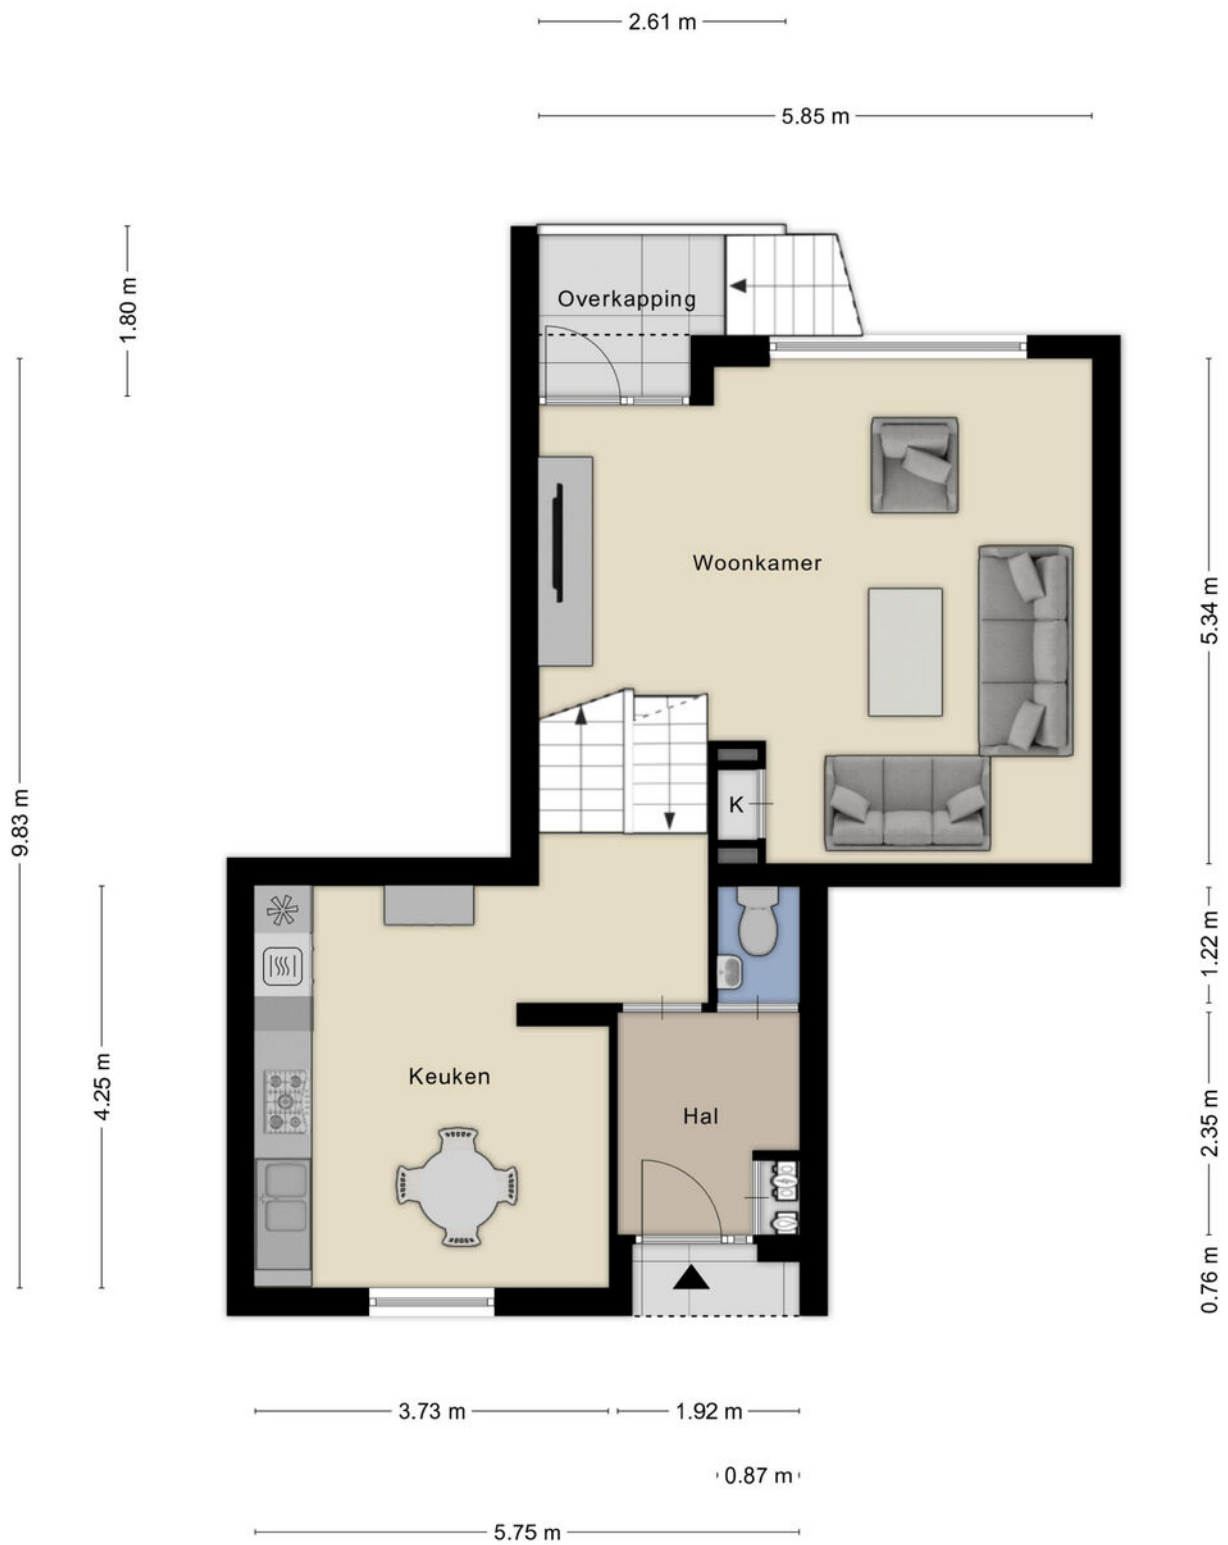 2.61 m
5.85 m
1.80 m
Overkapping
Woonkamer
5.34 m
9.83 m
K
1.22 m
4.25 m
Keuken
Hal
2.35 m
0.76 m
3.73 m
1.92 m
0.87 m
5.75 m